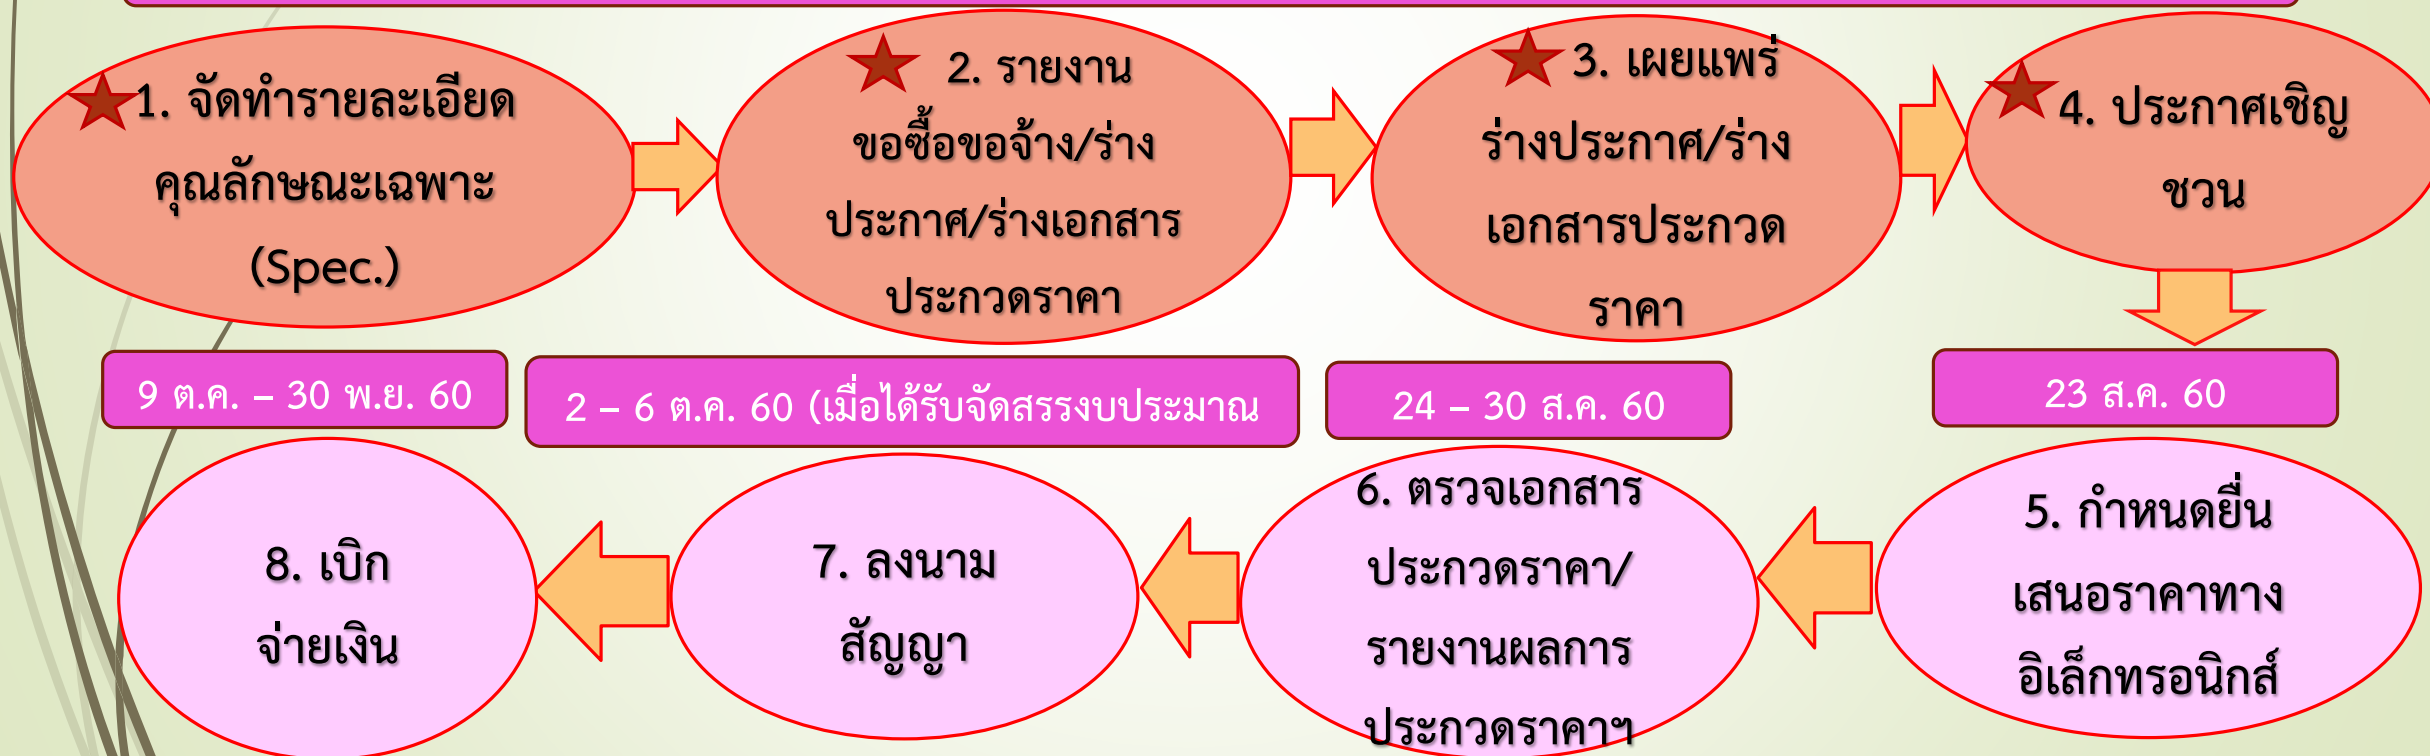 1. จัดทำรายละเอียด
คุณลักษณะเฉพาะ
(Spec.)
2. รายงาน
ขอซื้อขอจ้าง/ร่าง
ประกาศ/ร่างเอกสาร
ประกวดราคา
3. เผยแพร่
ร่างประกาศ/ร่าง
เอกสารประกวด
ราคา
4. ประกาศเชิญ
ชวน
9 ต.ค. – 30 พ.ย. 60
2 – 6 ต.ค. 60 (เมื่อได้รับจัดสรรงบประมาณ
24 – 30 ส.ค. 60
23 ส.ค. 60
5. กำหนดยื่น
เสนอราคาทาง
อิเล็กทรอนิกส์
6. ตรวจเอกสาร
ประกวดราคา/
รายงานผลการ
ประกวดราคาฯ
7. ลงนาม
สัญญา
8. เบิก
จ่ายเงิน